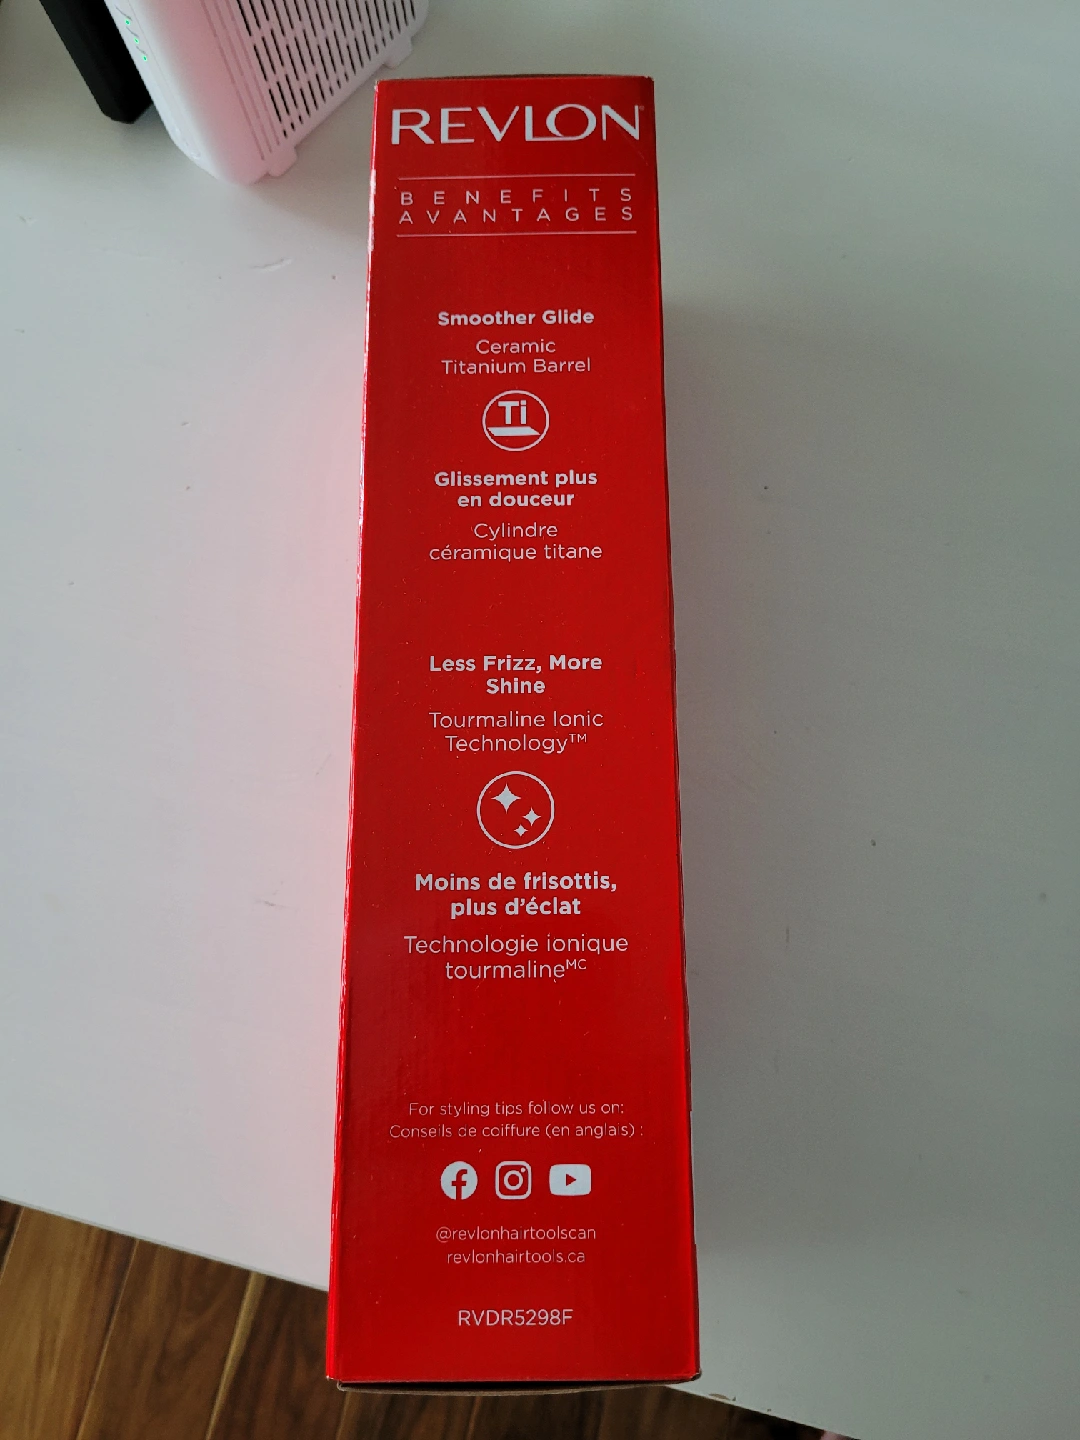 REVLON
BENEFITS
AVANTAGES
Smoother Glide
Ceramic
Titanium Barrel
Ti
Glissement plus
en douceur
Cylindre
céramique titane
Less Frizz, More
Shine
Tourmaline Ionic
Technology™
Moins de frisottis,
plus d'éclat
Technologie ionique
tourmalineMC
For styling tips follow us on:
Conseils de coiffure (en anglais) :
@revlonhairtoolscan
revlonhairtools.ca
RVDR5298F